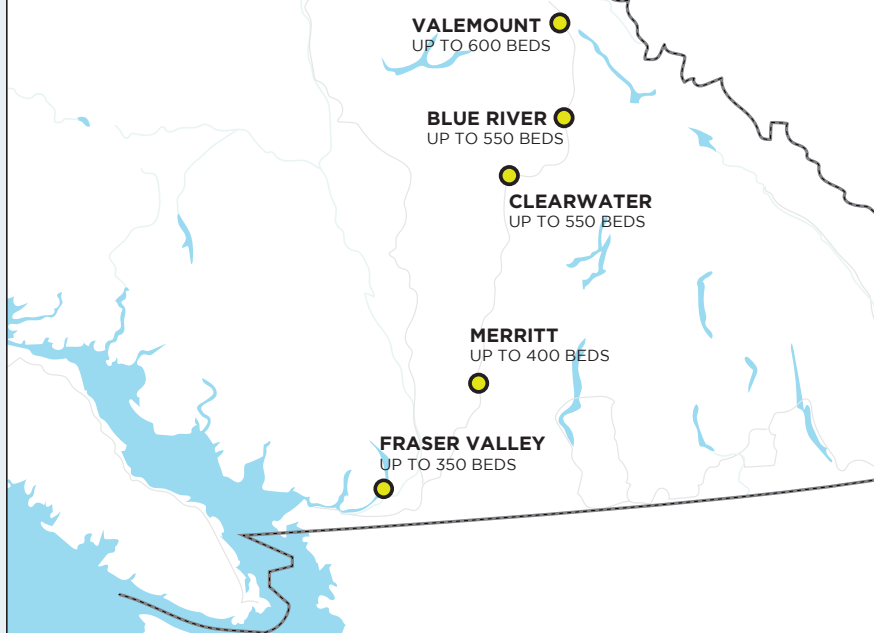 VALEMOUNT
UP TO 600 BEDS
BLUE RIVER
UP TO 550 BEDS
CLEARWATER
UP TO 550 BEDS
MERRITT
UP TO 400 BEDS
FRASER VALLEY
UP TO 350 BEDS